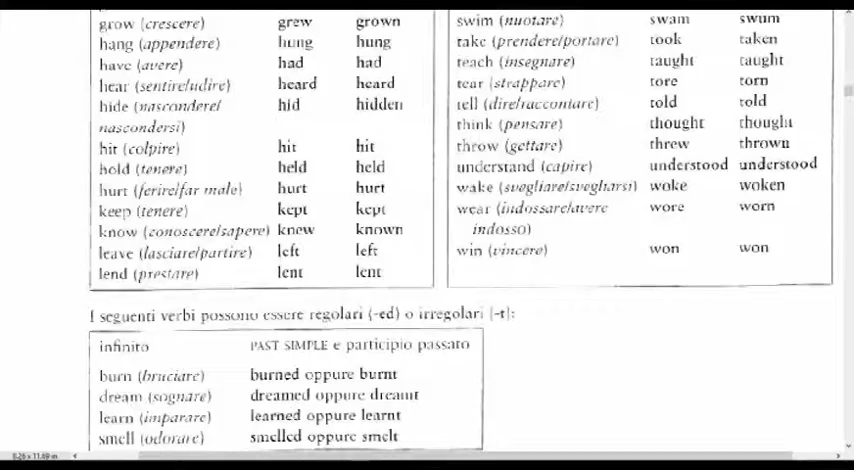 grow (crescere) grew grown
hang (appendere) hung hung
have (avere) had had
hear (sentire/udire) heard heard
hide (nascondere/ hid hidden
nascondersi)
hit (colpire) hit hit
hold (tenere) held held
hurt (ferire/far male) hurt hurt
keep (tenere) kept kept
know (conoscere/sapere) knew known
leave (lasciare/partire) left left
lend (prestare) lent lent
swim (nuotare) swam swum
take (prendere/portare) took taken
teach (insegnare) taught taught
tear (strappare) tore torn
tell (dire/raccontare) told told
think (pensare) thought thought
throw (gettare) threw thrown
understand (capire) understood understood
wake (svegliare/svegliarsi) woke woken
wear (indossare/avere wore worn
indosso)
win (vincere) won won
I seguenti verbi possono essere regolari (-ed) o irregolari (-t):
infinito PAST SIMPLE e participio passato
burn (bruciare) burned oppure burnt
dream (sognare) dreamed oppure dreamt
learn (imparare) learned oppure learnt
smell (odorare) smelled oppure smelt
8.26 x 11.69 in